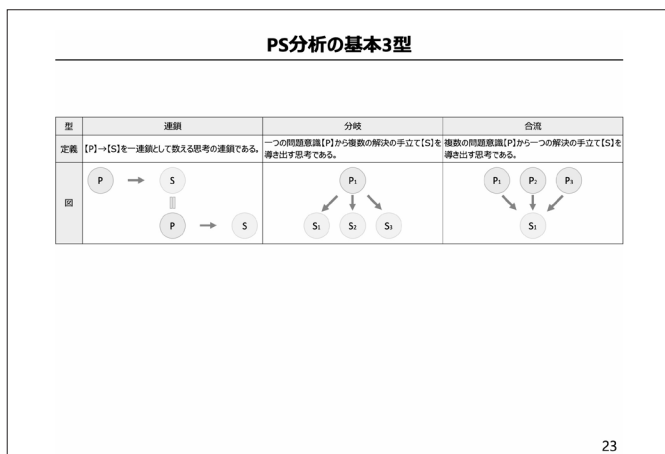 PS分析の基本3型
型 連鎖 分岐 合流
定義 【P】→【S】を一連鎖として数える思考の連鎖である。 一つの問題意識【P】から複数の解決の手立て【S】を 複数の問題意識【P】から一つの解決の手立て【S】を
導き出す思考である。 導き出す思考である。
図
P → S
P → S
P₁
S₁ S₂ S₃
P₁ P₂ P₃
S₁
23